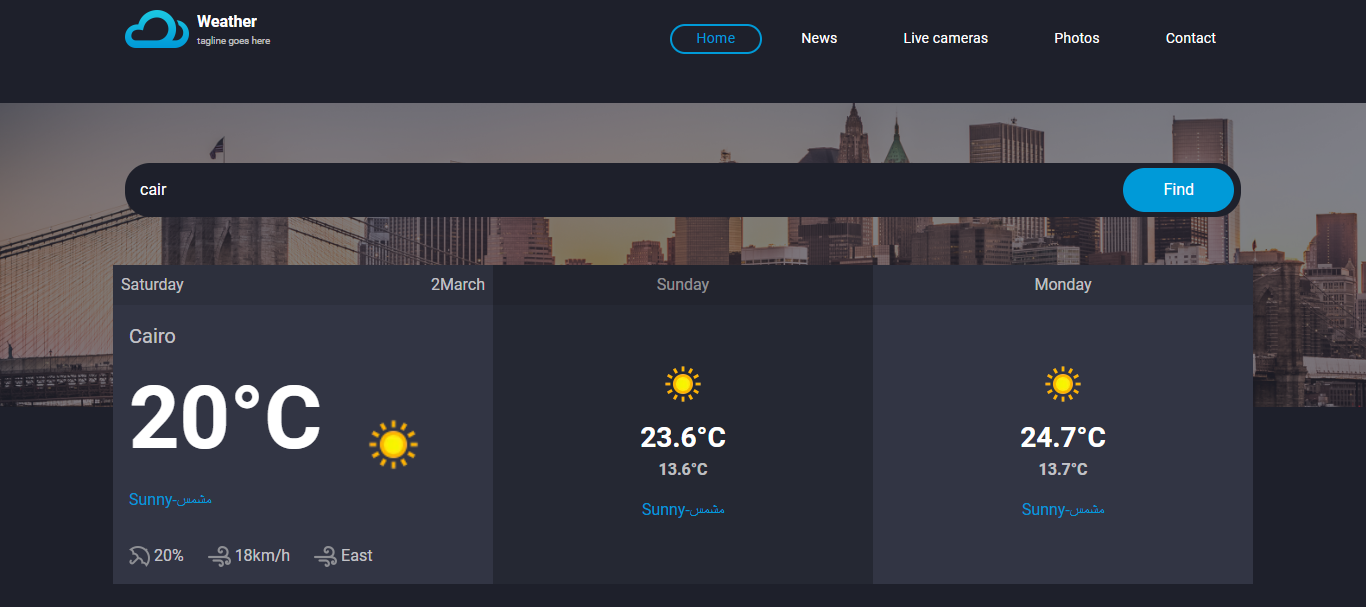 Weather
tagline goes here
Home News Live cameras Photos Contact
cair
Find
Saturday 2March
Cairo
20°C
Sunny-مشمس
20% 18km/h East
Sunday
23.6°C
13.6°C
Sunny-مشمس
Monday
24.7°C
13.7°C
Sunny-مشمس